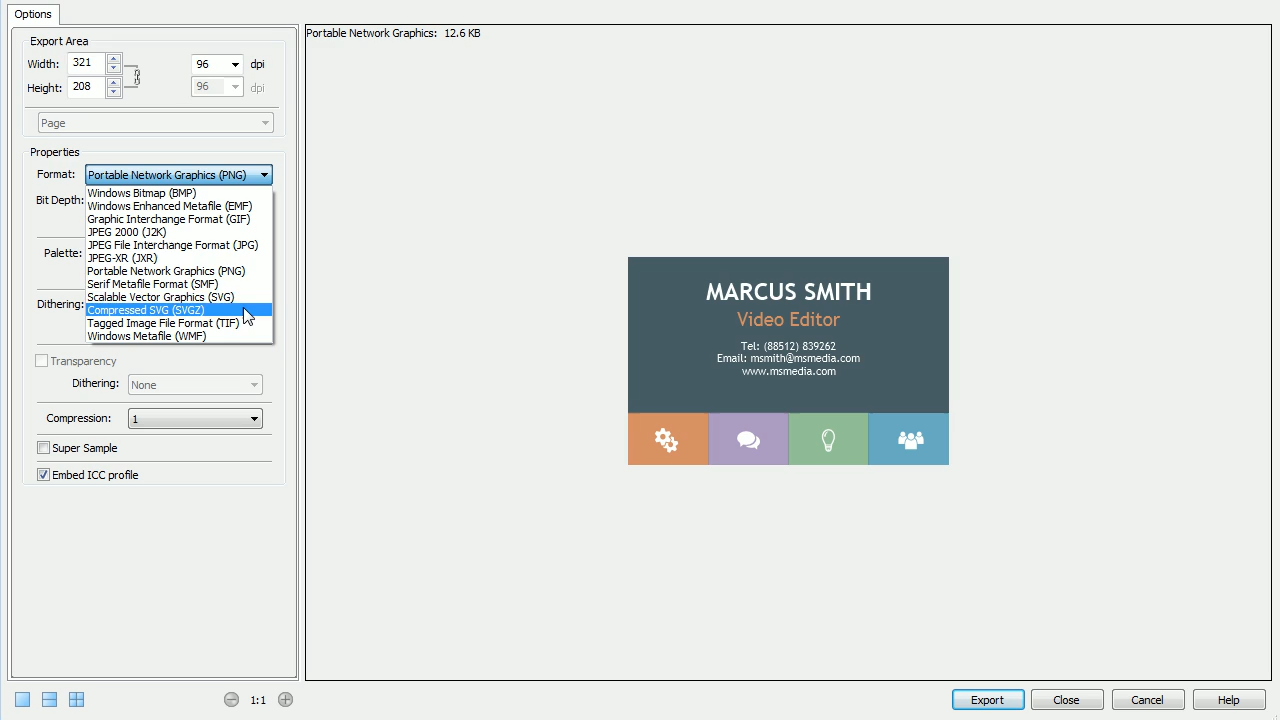 Options
Export Area
Width: 321 96 dpi
Height: 208 96 dpi
Page
Properties
Format: Portable Network Graphics (PNG)
Windows Bitmap (BMP)
Bit Depth:
Windows Enhanced Metafile (EMF)
Graphic Interchange Format (GIF)
JPEG 2000 (J2K)
JPEG File Interchange Format (JPG)
Palette:
JPEG-XR (JXR)
Portable Network Graphics (PNG)
Serif Metafile Format (SMF)
Scalable Vector Graphics (SVG)
Dithering:
Compressed SVG (SVGZ)
Tagged Image File Format (TIF)
Windows Metafile (WMF)
Transparency
Dithering: None
Compression: 1
Super Sample
Embed ICC profile
1:1
Portable Network Graphics: 12.6 KB
MARCUS SMITH
Video Editor
Tel: (88512) 839262
Email: msmith@msmedia.com
www.msmedia.com
Export Close Cancel Help